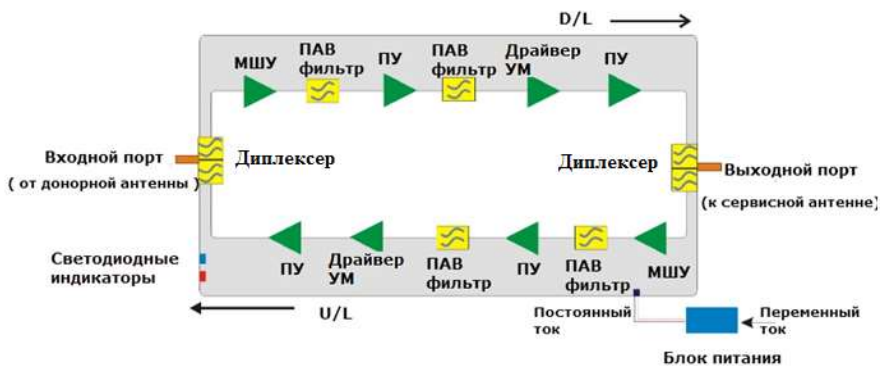 D/L
МШУ
ПАВ
фильтр
ПУ
ПАВ
фильтр
Драйвер
УМ
ПУ
Входной порт
( от донорной антенны )
Диплексер
Диплексер
Выходной порт
(к сервисной антенне)
Светодиодные
индикаторы
ПУ
Драйвер
УМ
ПАВ
фильтр
ПУ
ПАВ
фильтр
МШУ
U/L
Постоянный
ток
Переменный
ток
Блок питания